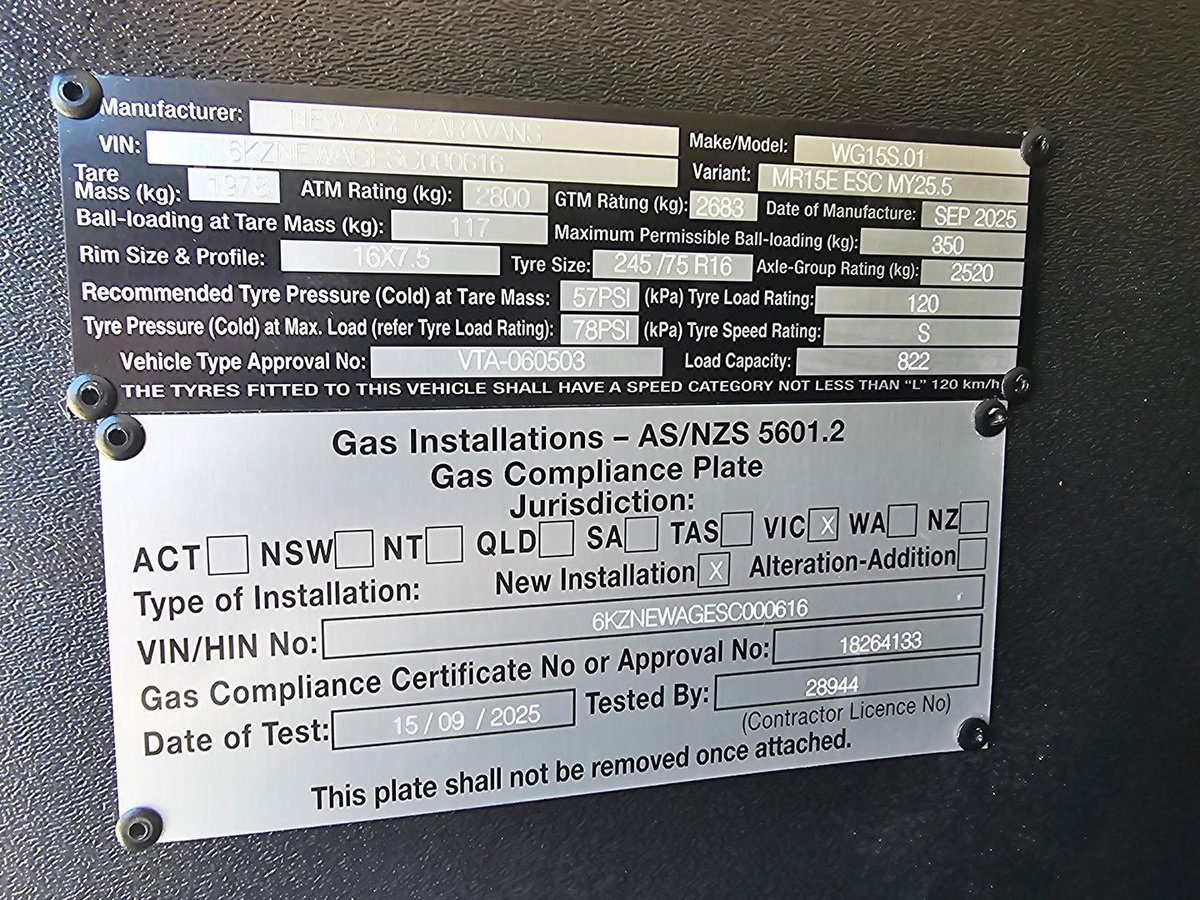 Manufacturer: NEW AGE CARAVANS
Make/Model: WG15S.01
VIN: 6KZNEWAGESC000616
Variant: MR15E ESC MY25.5
Tare Mass (kg): 1978 ATM Rating (kg): 2800 GTM Rating (kg): 2683 Date of Manufacture: SEP 2025
Ball-loading at Tare Mass (kg): 117 Maximum Permissible Ball-loading (kg): 350
Rim Size & Profile: 16X7.5 Tyre Size: 245 /75 R16 Axle-Group Rating (kg): 2520
Recommended Tyre Pressure (Cold) at Tare Mass: 57PSI (kPa) Tyre Load Rating: 120
Tyre Pressure (Cold) at Max. Load (refer Tyre Load Rating): 78PSI (kPa) Tyre Speed Rating: S
Vehicle Type Approval No: VTA-060503 Load Capacity: 822
THE TYRES FITTED TO THIS VEHICLE SHALL HAVE A SPEED CATEGORY NOT LESS THAN "L" 120 km/h
Gas Installations – AS/NZS 5601.2
Gas Compliance Plate
Jurisdiction:
ACT NSW NT QLD SA TAS VIC X WA NZ
Type of Installation: New Installation X Alteration-Addition
VIN/HIN No: 6KZNEWAGESC000616
Gas Compliance Certificate No or Approval No: 18264133
Date of Test: 15 / 09 / 2025 Tested By: 28944
(Contractor Licence No)
This plate shall not be removed once attached.